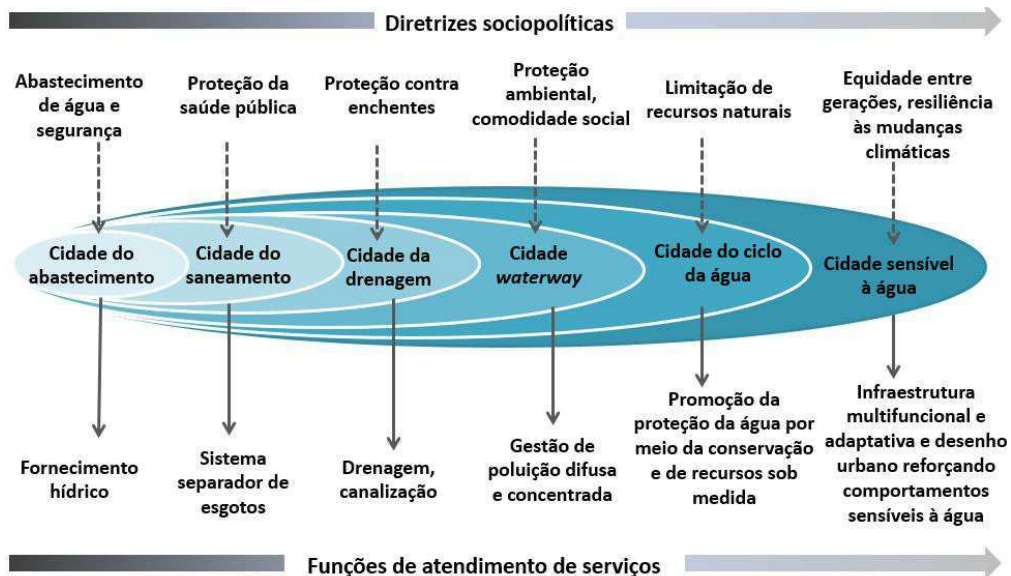 Diretrizes sociopolíticas
Abastecimento
de água e
segurança
Proteção da
saúde pública
Proteção contra
enchentes
Proteção
ambiental,
comodidade social
Limitação de
recursos naturais
Equidade entre
gerações, resiliência
às mudanças
climáticas
Cidade do
abastecimento
Cidade do
saneamento
Cidade da
drenagem
Cidade
waterway
Cidade do ciclo
da água
Cidade sensível
à água
Fornecimento
hídrico
Sistema
separador de
esgotos
Drenagem,
canalização
Gestão de
poluição difusa
e concentrada
Promoção da
proteção da água por
meio da conservação
e de recursos sob
medida
Infraestrutura
multifuncional e
adaptativa e desenho
urbano reforçando
comportamentos
sensíveis à água
Funções de atendimento de serviços